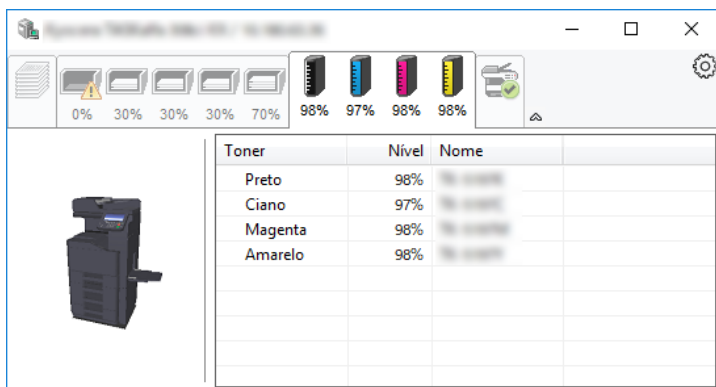 0% 30% 30% 30% 70% 98% 97% 98% 98%
Toner Nível Nome
Preto 98%
Ciano 97%
Magenta 98%
Amarelo 98%